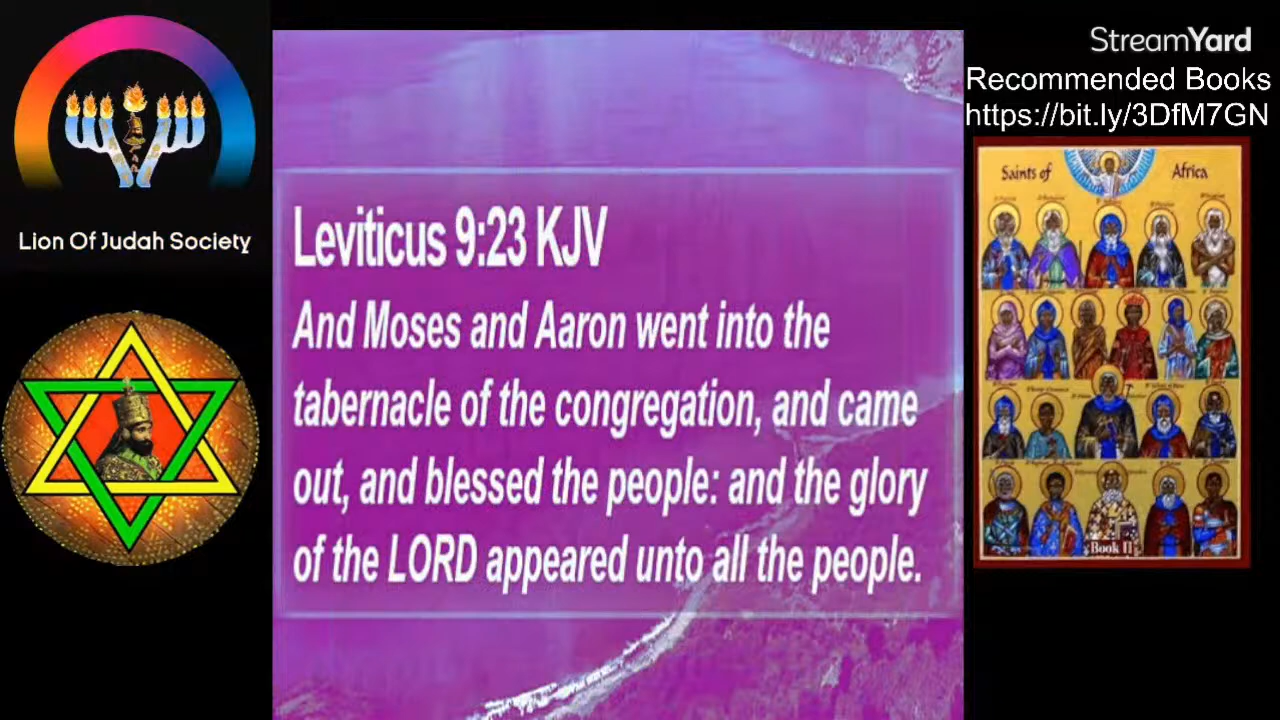 Lion Of Judah Society
Leviticus 9:23 KJV
And Moses and Aaron went into the
tabernacle of the congregation, and came
out, and blessed the people: and the glory
of the LORD appeared unto all the people.
StreamYard
Recommended Books
https://bit.ly/3DfM7GN
Saints of Africa
Book II